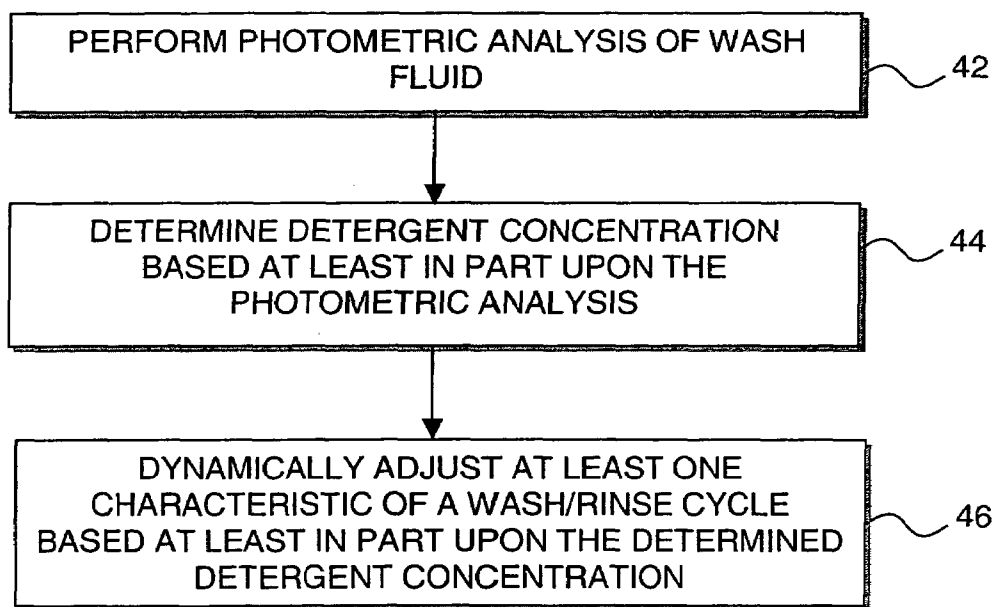 PERFORM PHOTOMETRIC ANALYSIS OF WASH
FLUID
42
DETERMINE DETERGENT CONCENTRATION
BASED AT LEAST IN PART UPON THE
PHOTOMETRIC ANALYSIS
44
DYNAMICALLY ADJUST AT LEAST ONE
CHARACTERISTIC OF A WASH/RINSE CYCLE
BASED AT LEAST IN PART UPON THE DETERMINED
DETERGENT CONCENTRATION
46